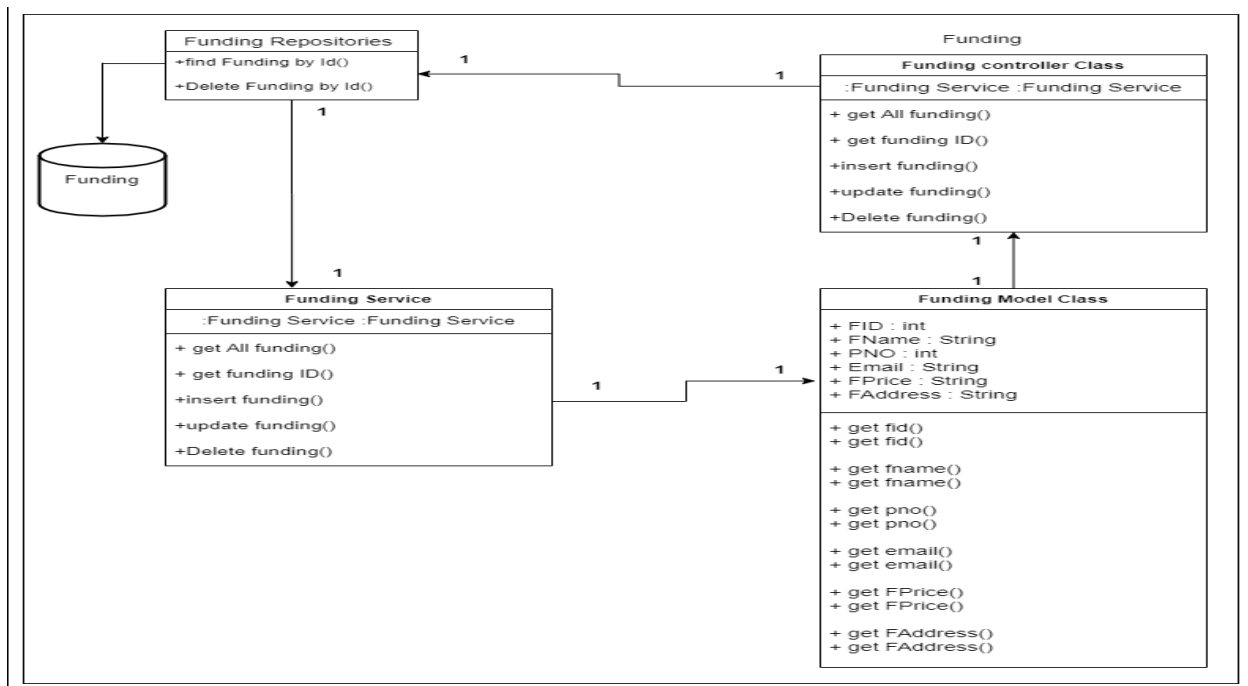 Funding Repositories
+find Funding by Id()
+Delete Funding by Id()
1
1
1
Funding
Funding
Funding controller Class
:Funding Service :Funding Service
+ get All funding()
+ get funding ID()
+insert funding()
+update funding()
+Delete funding()
1
1
1
Funding Service
:Funding Service :Funding Service
+ get All funding()
+ get funding ID()
+insert funding()
+update funding()
+Delete funding()
1
1
Funding Model Class
+ FID : int
+ FName : String
+ PNO : int
+ Email : String
+ FPrice : String
+ FAddress : String
+ get fid()
+ get fid()
+ get fname()
+ get fname()
+ get pno()
+ get pno()
+ get email()
+ get email()
+ get FPrice()
+ get FPrice()
+ get FAddress()
+ get FAddress()